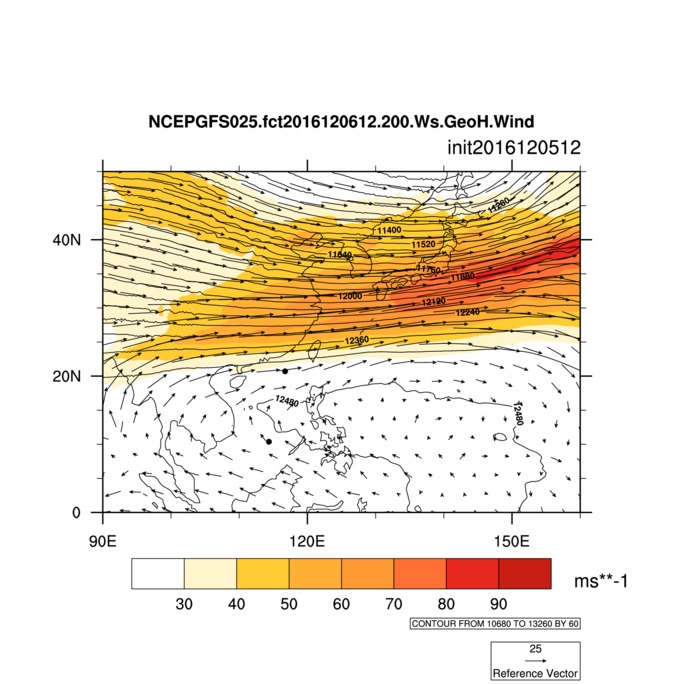 NCEPGFS025.fct2016120612.200.Ws.GeoH.Wind
init2016120512
11280
11400
40N
11520
11640
11760
11880
12000
12120
12240
12360
20N
12480
12480
0
90E 120E 150E
ms**-1
30 40 50 60 70 80 90
CONTOUR FROM 10680 TO 13260 BY 60
25
Reference Vector